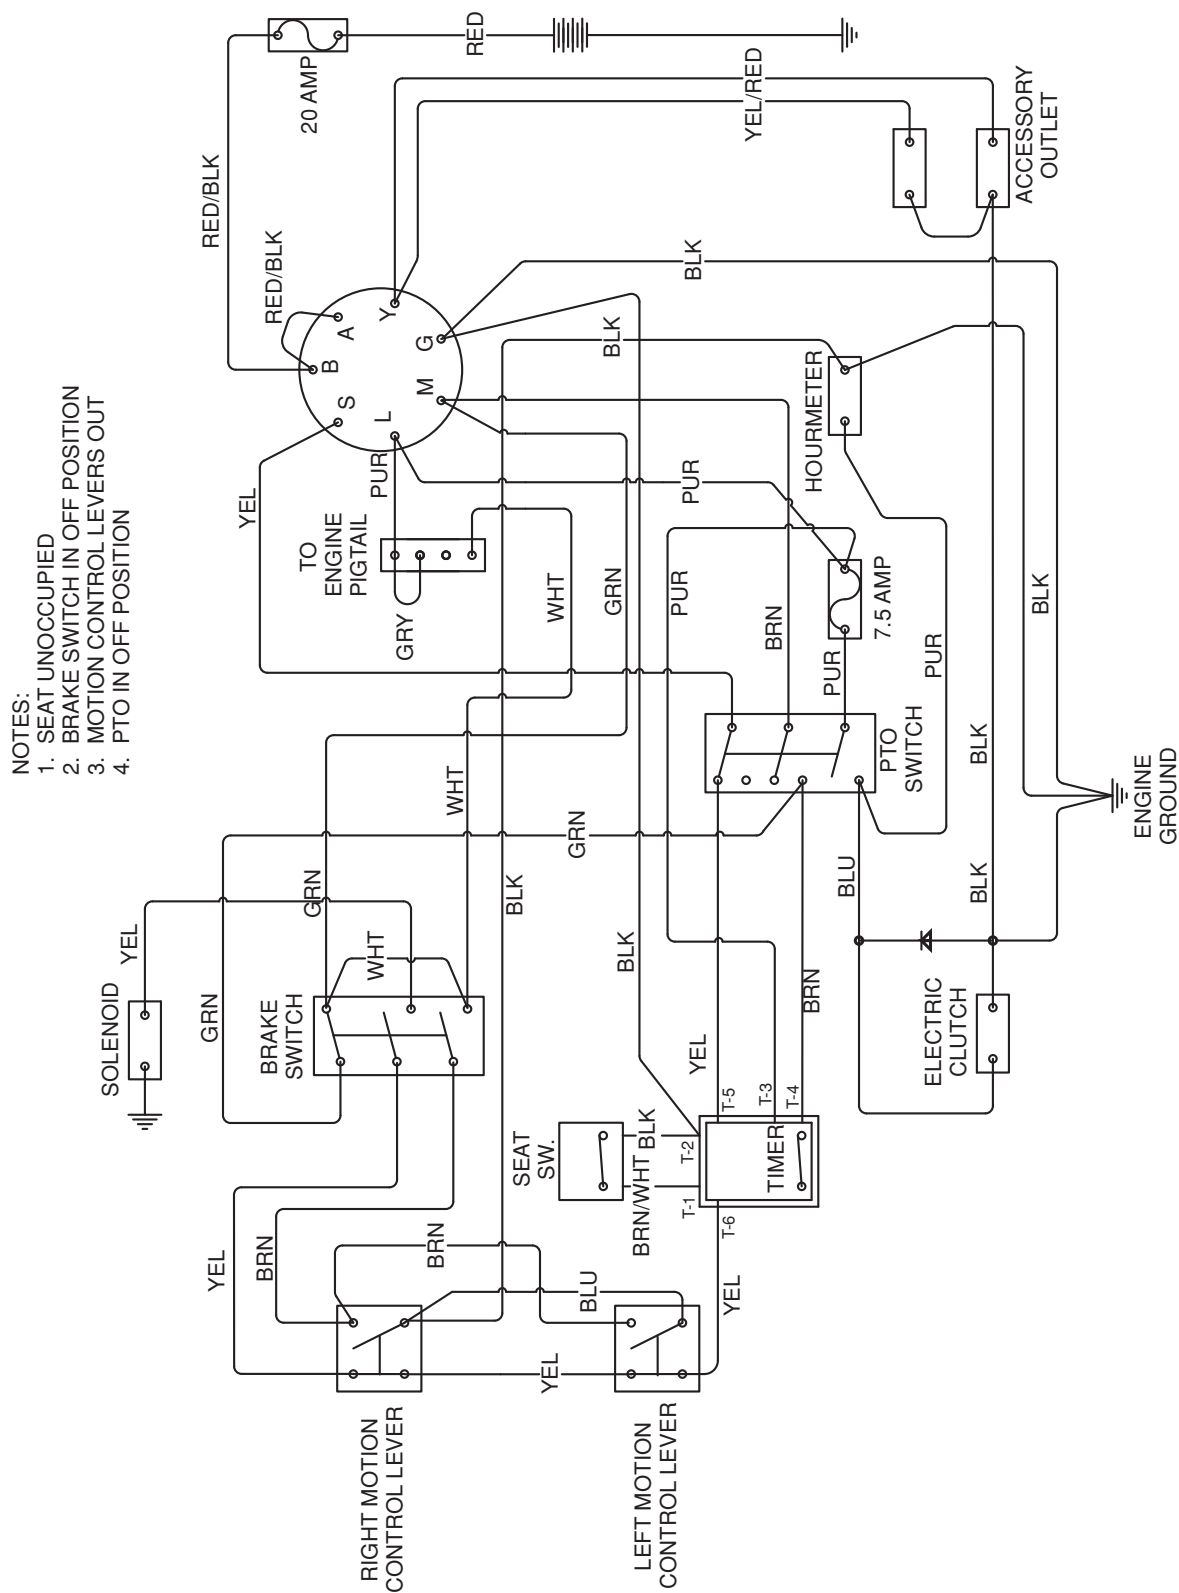 NOTES:
1. SEAT UNOCCUPIED
2. BRAKE SWITCH IN OFF POSITION
3. MOTION CONTROL LEVERS OUT
4. PTO IN OFF POSITION
RIGHT MOTION
CONTROL LEVER
LEFT MOTION
CONTROL LEVER
YEL
BRN
BRN
YEL
BLU
YEL
SOLENOID
YEL
GRN
BRAKE
SWITCH
GRN
WHT
WHT
BLK
GRN
SEAT
SW.
BRN/WHT
BLK
T-1
T-2
T-6
T-5
T-3
T-4
TIMER
YEL
BLK
BRN
ELECTRIC
CLUTCH
BLU
BLK
BLK
PTO
SWITCH
PUR
PUR
BRN
PUR
7.5 AMP
ENGINE
GROUND
BLK
YEL
TO
ENGINE
PIGTAIL
GRY
PUR
WHT
GRN
PUR
HOURMETER
BLK
BLK
S
B
A
Y
G
M
L
RED/BLK
RED/BLK
20 AMP
RED
YEL/RED
ACCESSORY
OUTLET